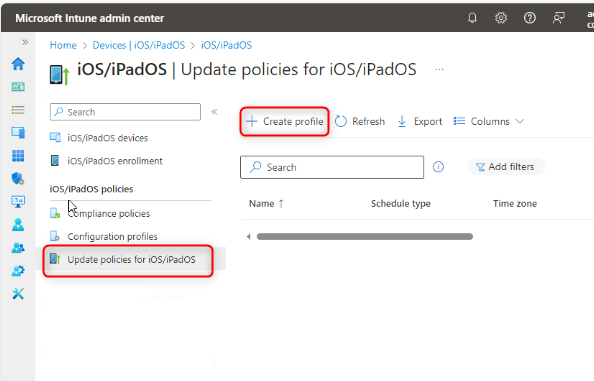 Microsoft Intune admin center
Home > Devices | iOS/iPadOS > iOS/iPadOS
iOS/iPadOS | Update policies for iOS/iPadOS ...
Search
iOS/iPadOS devices
iOS/iPadOS enrollment
iOS/iPadOS policies
Compliance policies
Configuration profiles
Update policies for iOS/iPadOS
+ Create profile Refresh Export Columns
Search Add filters
Name ↑ Schedule type Time zone